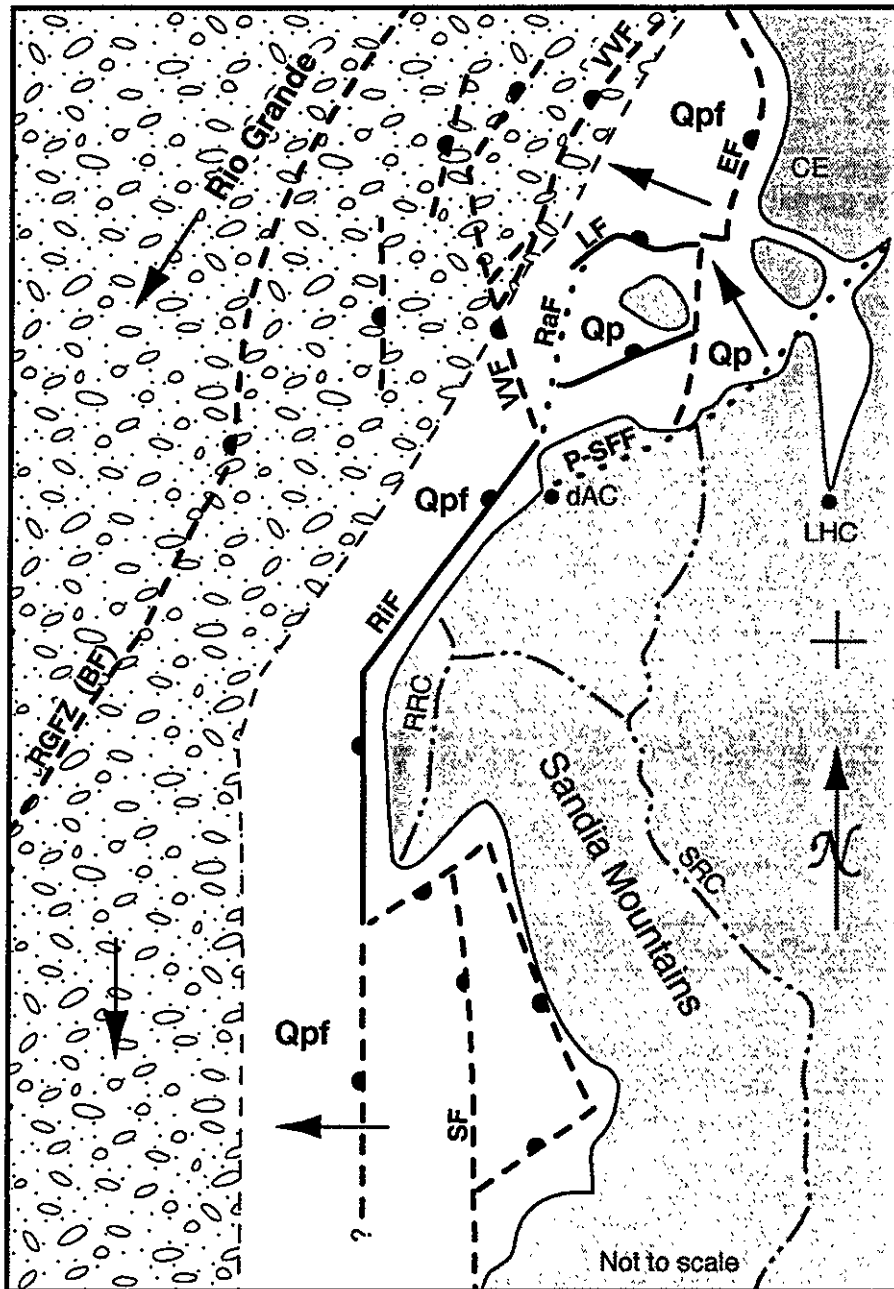 Rio Grande
VVF
Qpf
EF
CE
LF
RaF
Qp
Qp
VVF
P-SFF
dAC
Qpf
LHC
RiF
RRC
RGFZ (BF)
Sandia Mountains
SRC
N
Qpf
SF
?
Not to scale